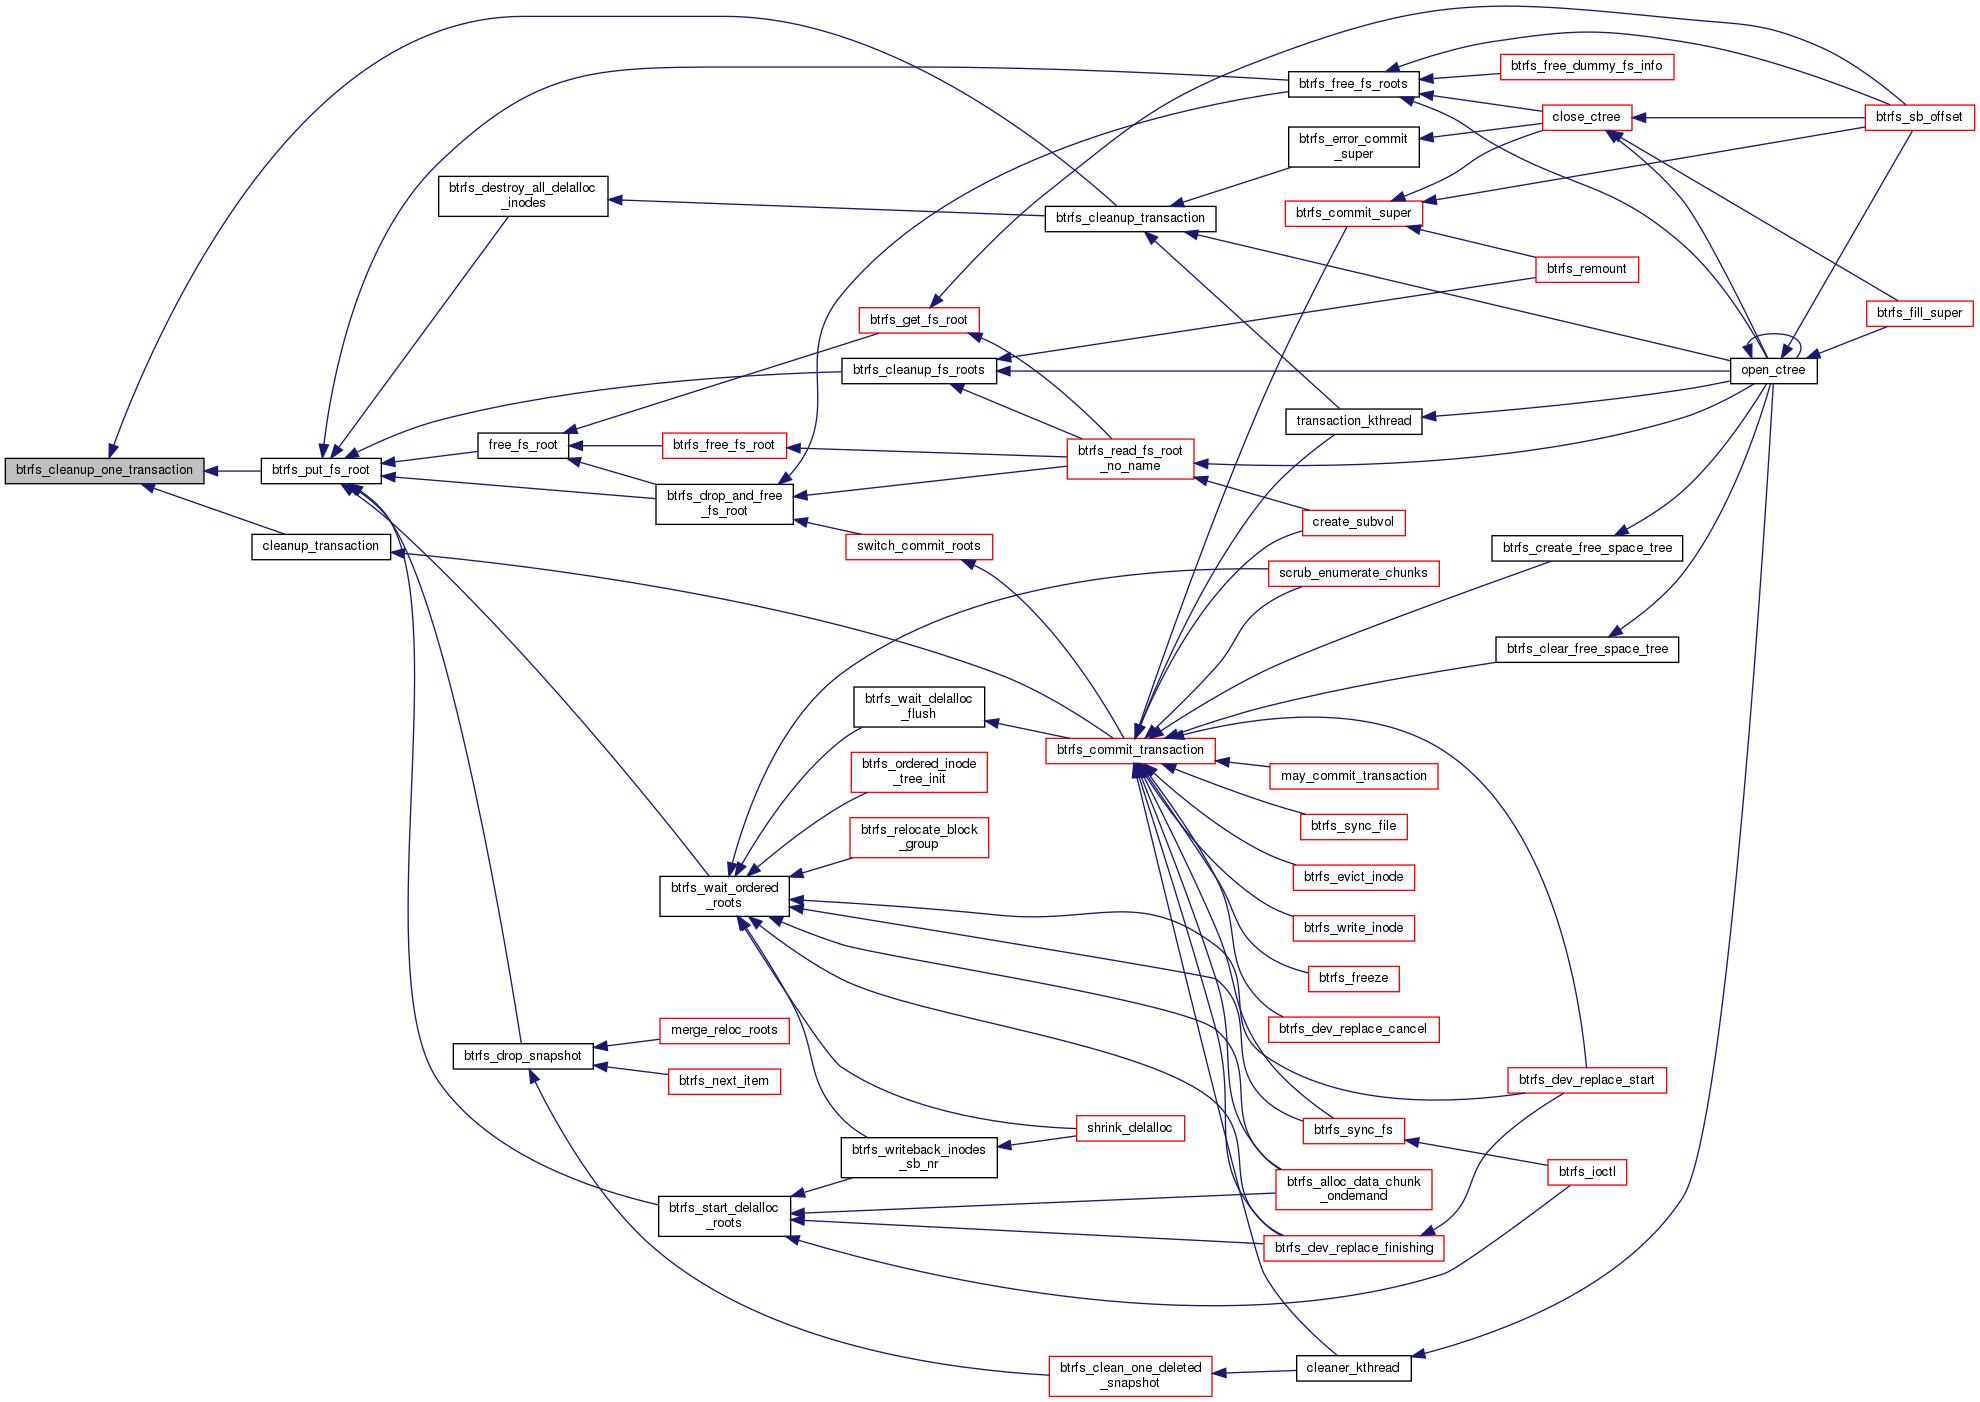 btrfs_cleanup_one_transaction
btrfs_put_fs_root
cleanup_transaction
btrfs_destroy_all_delalloc
_inodes
free_fs_root
btrfs_drop_snapshot
btrfs_free_fs_root
btrfs_drop_and_free
_fs_root
btrfs_wait_ordered
_roots
merge_reloc_roots
btrfs_next_item
btrfs_start_delalloc
_roots
btrfs_get_fs_root
btrfs_cleanup_fs_roots
switch_commit_roots
btrfs_wait_delalloc
_flush
btrfs_ordered_inode
_tree_init
btrfs_relocate_block
_group
btrfs_writeback_inodes
_sb_nr
btrfs_cleanup_transaction
btrfs_read_fs_root
_no_name
btrfs_commit_transaction
shrink_delalloc
btrfs_clean_one_deleted
_snapshot
btrfs_free_fs_roots
btrfs_error_commit
_super
btrfs_commit_super
transaction_kthread
create_subvol
scrub_enumerate_chunks
may_commit_transaction
btrfs_sync_file
btrfs_evict_inode
btrfs_write_inode
btrfs_freeze
btrfs_dev_replace_cancel
btrfs_sync_fs
btrfs_alloc_data_chunk
_ondemand
btrfs_dev_replace_finishing
cleaner_kthread
btrfs_free_dummy_fs_info
close_ctree
btrfs_remount
btrfs_create_free_space_tree
btrfs_clear_free_space_tree
btrfs_dev_replace_start
btrfs_ioctl
open_ctree
btrfs_sb_offset
btrfs_fill_super